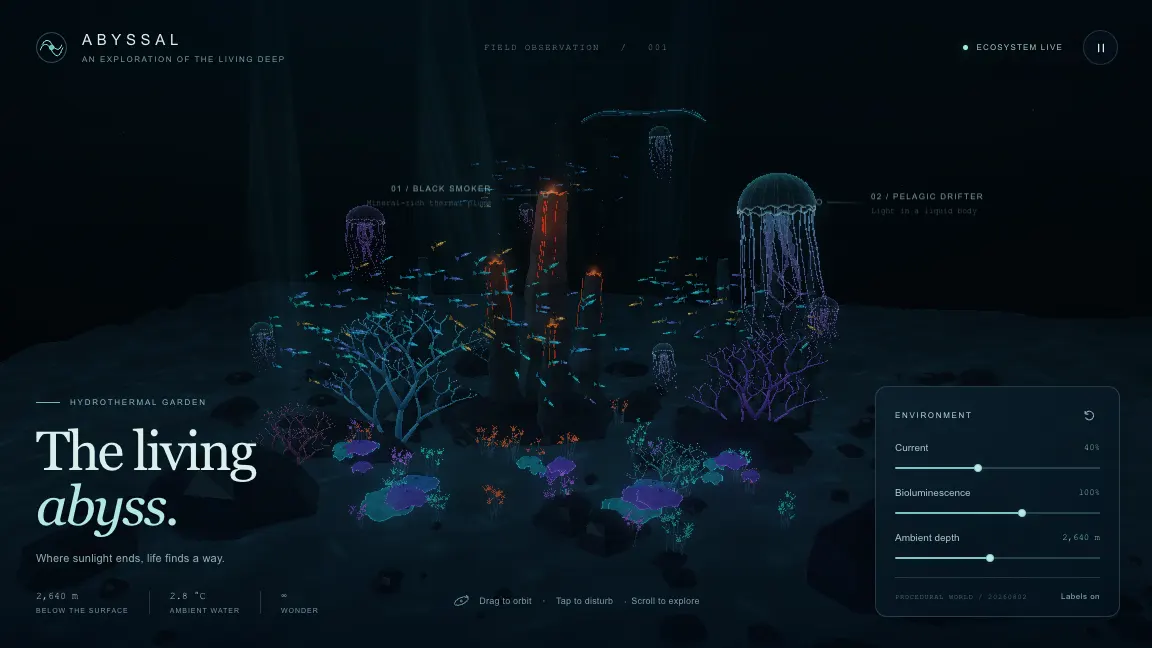 ABYSSAL
AN EXPLORATION OF THE LIVING DEEP
FIELD OBSERVATION / 001
ECOSYSTEM LIVE
01 / BLACK SMOKER
Mineral-rich thermal plume
02 / PELAGIC DRIFTER
Light in a liquid body
HYDROTHERMAL GARDEN
The living
abyss.
Where sunlight ends, life finds a way.
2,640 m
BELOW THE SURFACE
2.8 °C
AMBIENT WATER
∞
WONDER
Drag to orbit · Tap to disturb · Scroll to explore
ENVIRONMENT
Current 40%
Bioluminescence 100%
Ambient depth 2,640 m
PROCEDURAL WORLD / 20260802 Labels on